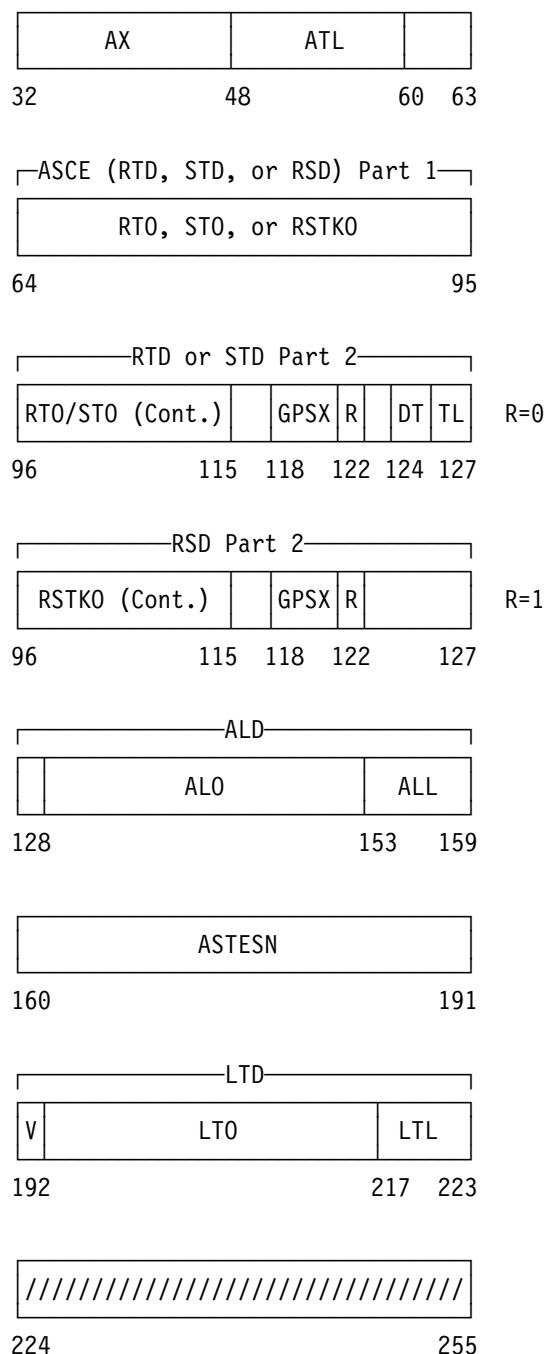 AX ATL
32 48 60 63
ASCE (RTD, STD, or RSD) Part 1
RTO, STO, or RSTKO
64 95
RTD or STD Part 2
RTO/STO (Cont.) GPSX R DT TL R=0
96 115 118 122 124 127
RSD Part 2
RSTKO (Cont.) GPSX R R=1
96 115 118 122 127
ALD
ALO ALL
128 153 159
ASTESN
160 191
LTD
V LTO LTL
192 217 223
/////////////////////////////////
224 255